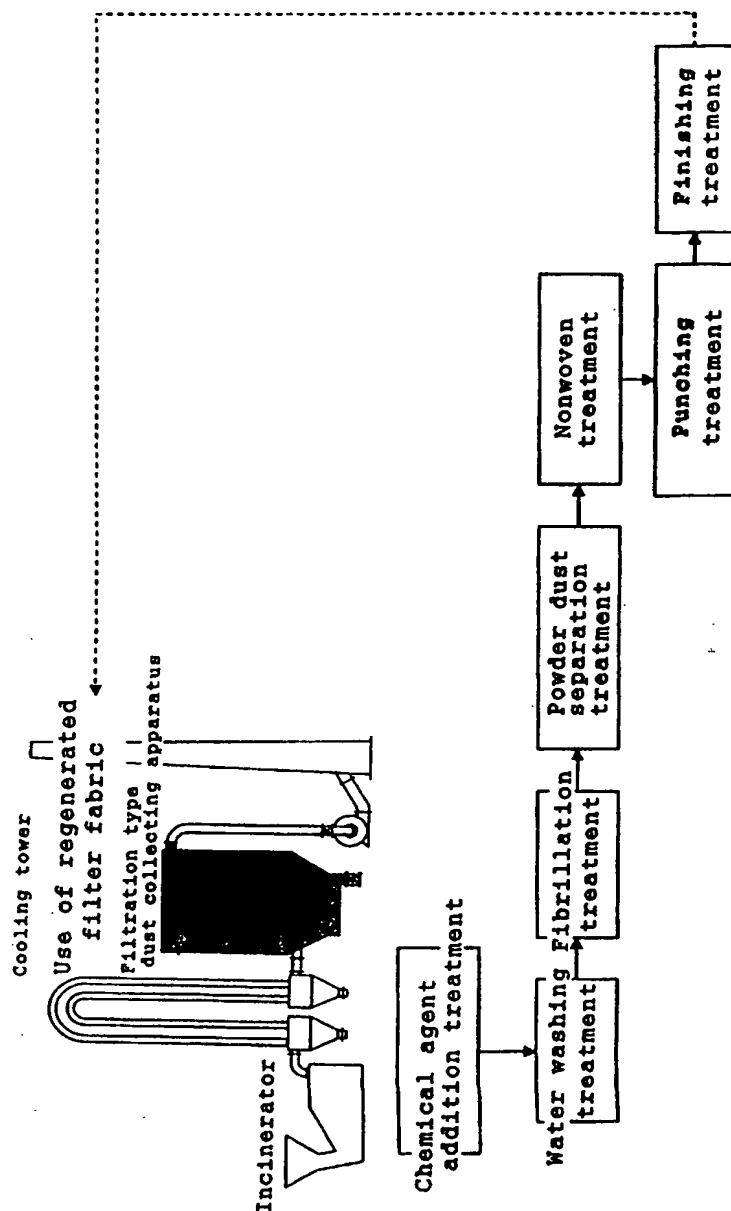 Cooling tower
Use of regenerated
filter fabric
Filtration type
dust collecting apparatus
Incinerator
Chemical agent
addition treatment
Water washing
treatment
Fibrillation
treatment
Powder dust
separation
treatment
Nonwoven
treatment
Punching
treatment
Finishing
treatment